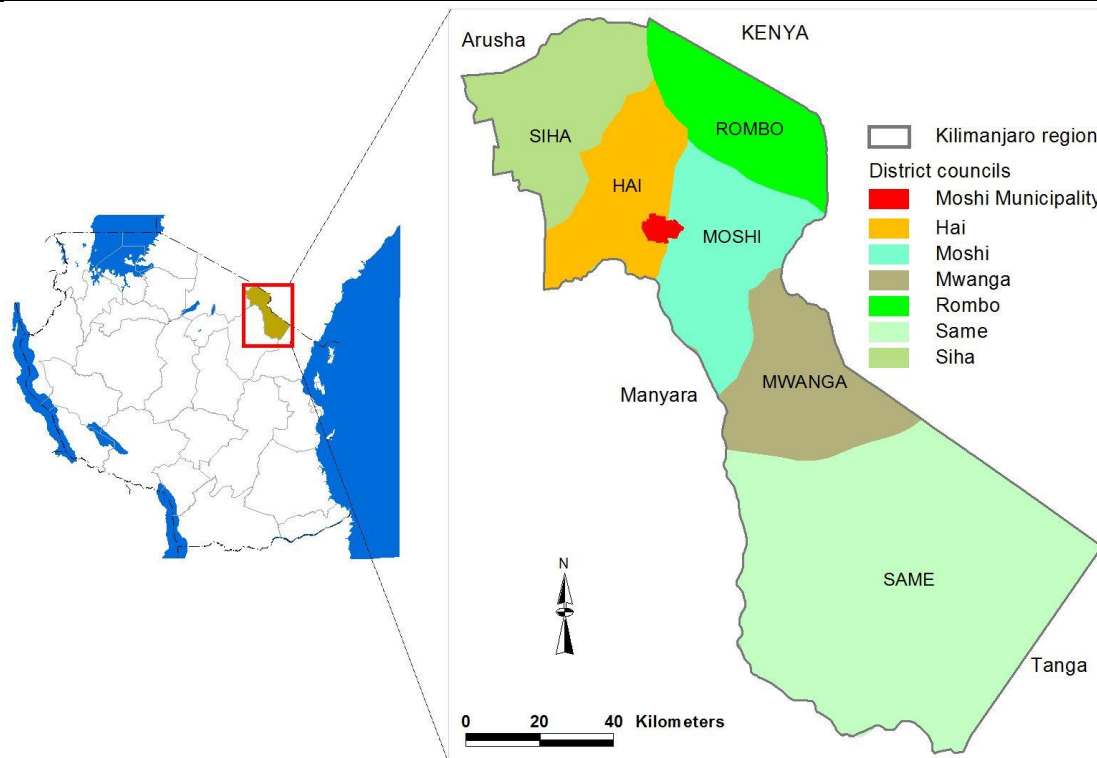 Arusha
KENYA
SIHA
ROMBO
HAI
MOSHI
Manyara
MWANGA
SAME
Tanga
Kilimanjaro region
District councils
Moshi Municipality
Hai
Moshi
Mwanga
Rombo
Same
Siha
N
0 20 40 Kilometers